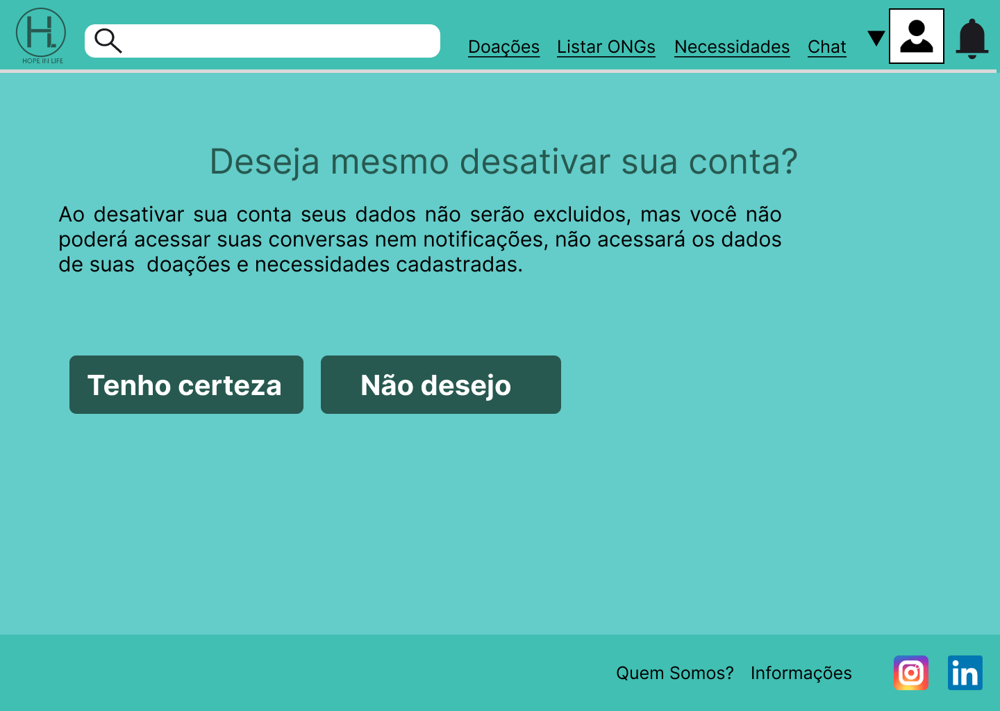 H.
HOPE IN LIFE
Doações Listar ONGs Necessidades Chat
Deseja mesmo desativar sua conta?
Ao desativar sua conta seus dados não serão excluidos, mas você não
poderá acessar suas conversas nem notificações, não acessará os dados
de suas  doações e necessidades cadastradas.
Tenho certeza Não desejo
Quem Somos? Informações
in